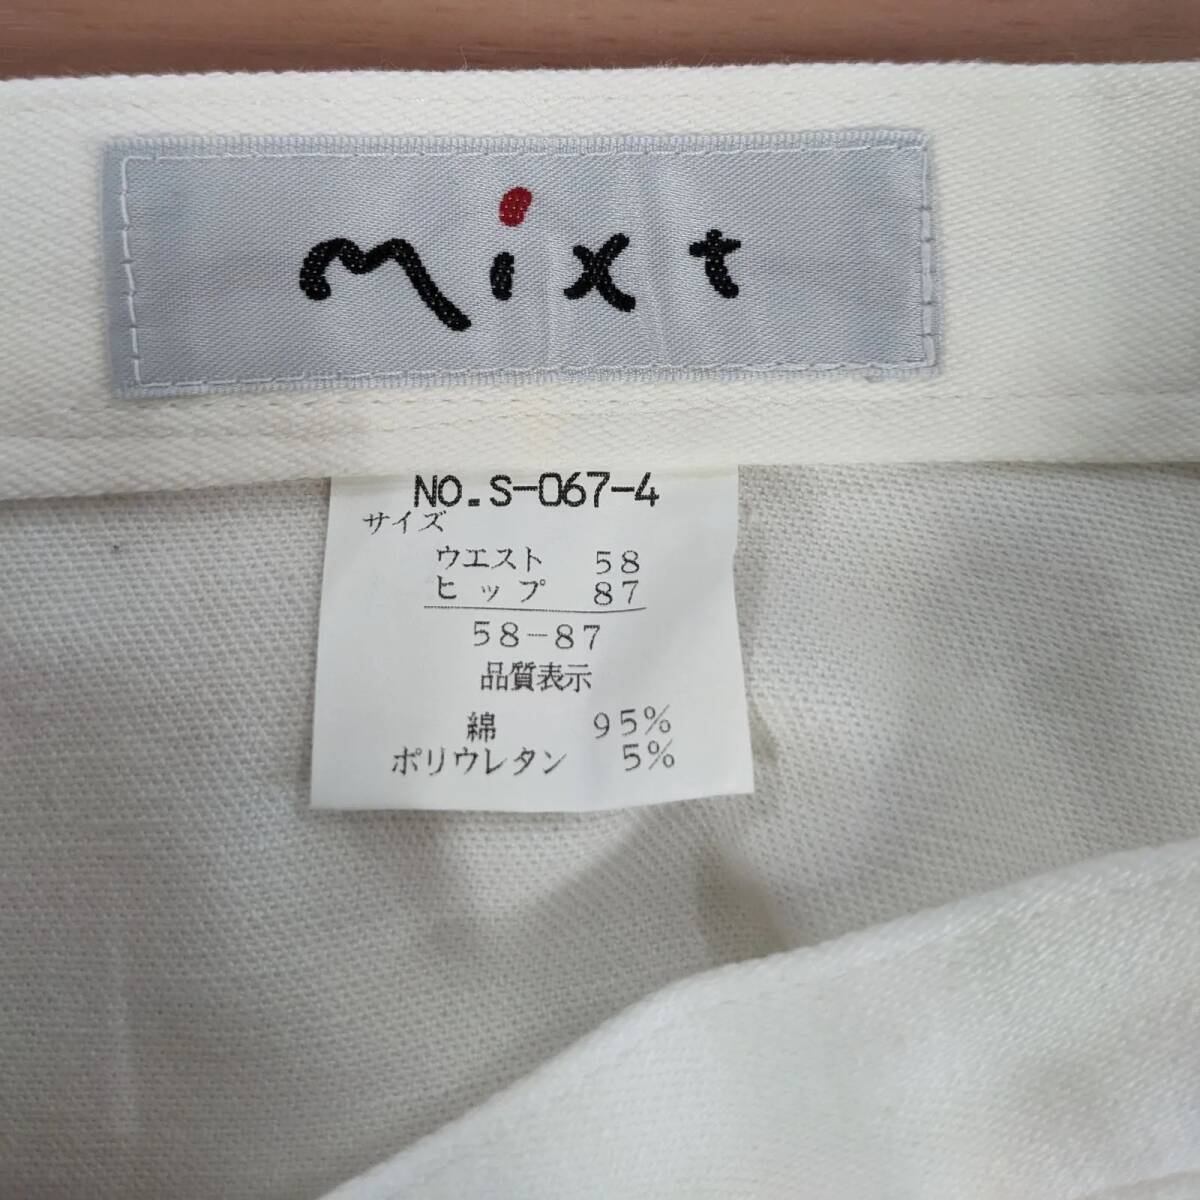 mixt
NO.S-067-4
サイズ
ウエスト 58
ヒップ 87
58-87
品質表示
綿 95%
ポリウレタン 5%